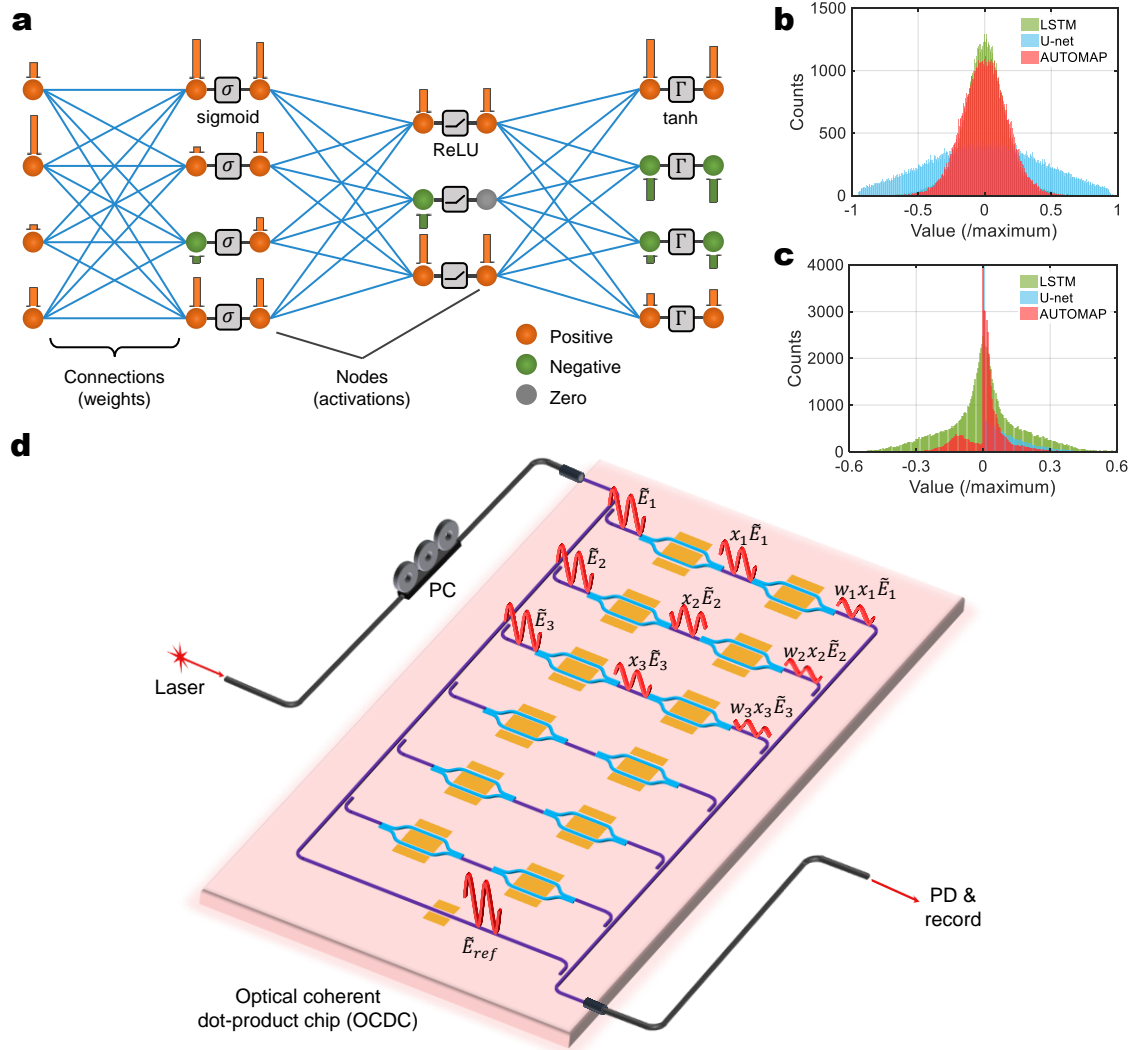 a
σ
σ
σ
σ
sigmoid
ReLU
Γ
Γ
Γ
Γ
tanh
Connections
(weights)
Nodes
(activations)
Positive
Negative
Zero
b
1500
1000
500
0
-1
-0.5
0
0.5
1
Counts
Value (/maximum)
LSTM
U-net
AUTOMAP
c
4000
3000
2000
1000
0
-0.6
-0.3
0
0.3
0.6
Counts
Value (/maximum)
LSTM
U-net
AUTOMAP
d
Laser
PC
Ẽ₁
x₁Ẽ₁
w₁x₁Ẽ₁
Ẽ₂
x₂Ẽ₂
w₂x₂Ẽ₂
Ẽ₃
x₃Ẽ₃
w₃x₃Ẽ₃
Ẽref
PD &
record
Optical coherent
dot-product chip (OCDC)